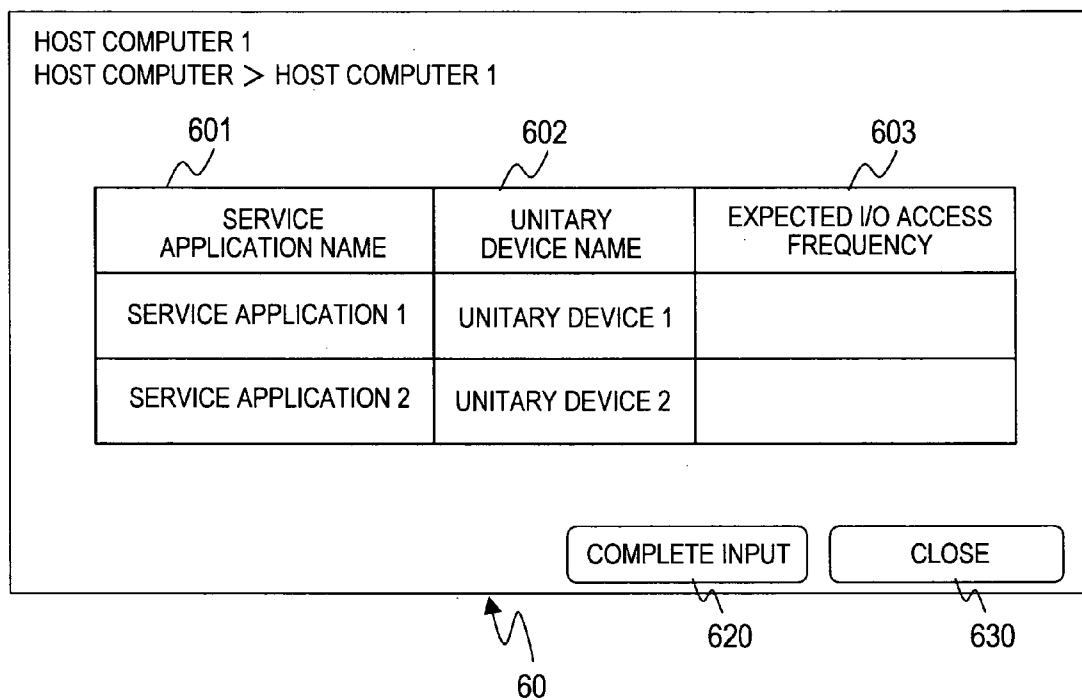 HOST COMPUTER 1
HOST COMPUTER > HOST COMPUTER 1
601
602
603
SERVICE
APPLICATION NAME
UNITARY
DEVICE NAME
EXPECTED I/O ACCESS
FREQUENCY
SERVICE APPLICATION 1
UNITARY DEVICE 1
SERVICE APPLICATION 2
UNITARY DEVICE 2
COMPLETE INPUT
CLOSE
620
630
60